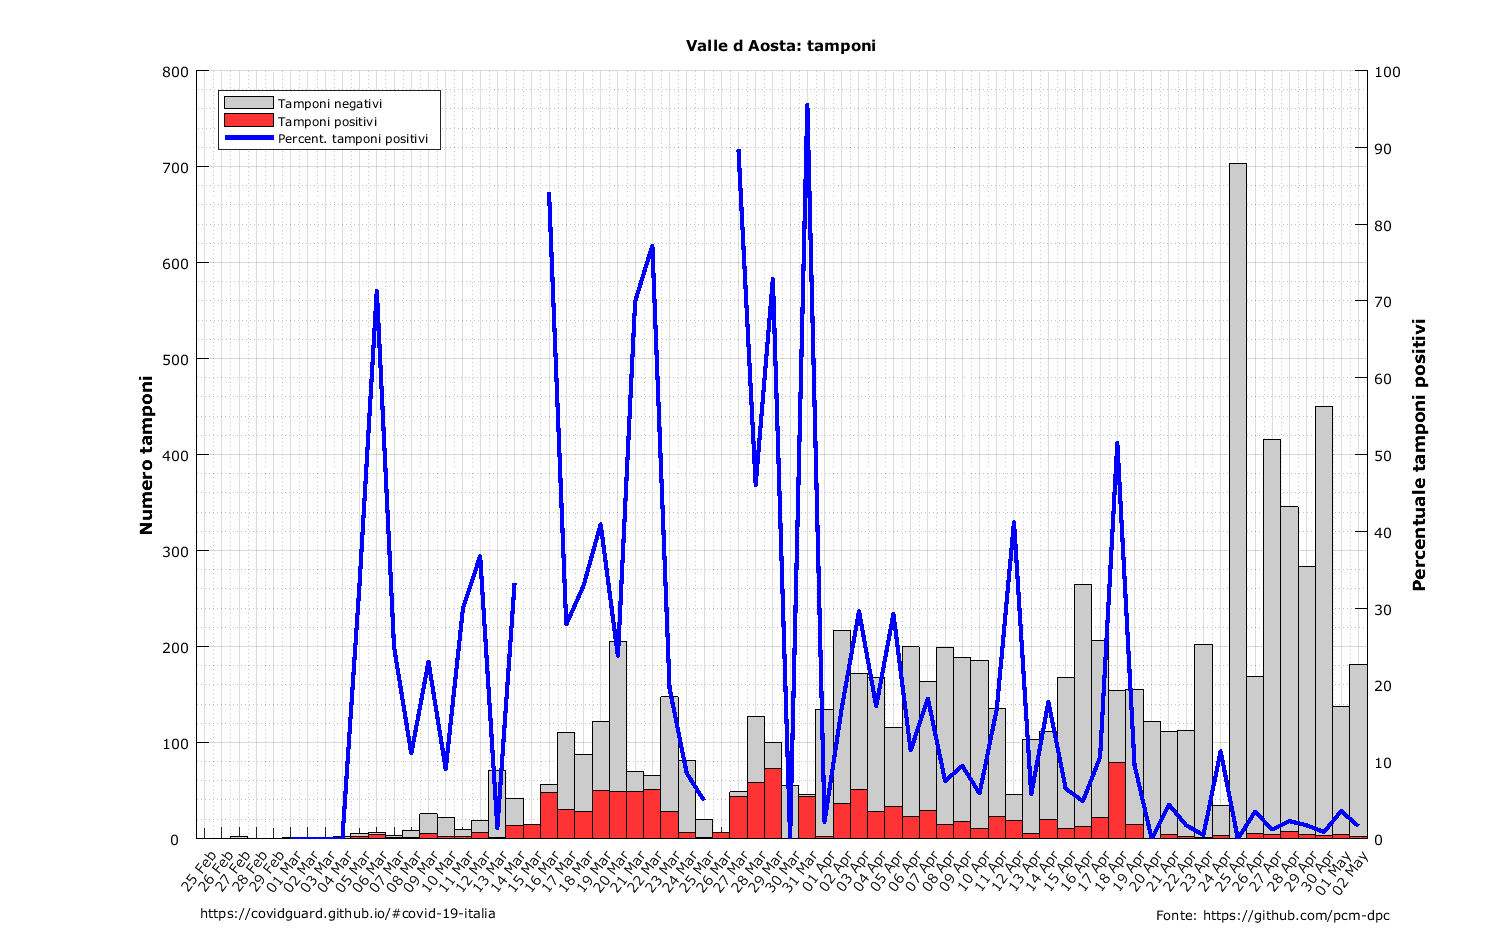 Valle d Aosta: tamponi
Tamponi negativi
Tamponi positivi
Percent. tamponi positivi
Numero tamponi
800
700
600
500
400
300
200
100
0
100
90
80
70
60
50
40
30
20
10
0
Percentuale tamponi positivi
25 Feb
26 Feb
27 Feb
28 Feb
29 Feb
01 Mar
02 Mar
03 Mar
04 Mar
05 Mar
06 Mar
07 Mar
08 Mar
09 Mar
10 Mar
11 Mar
12 Mar
13 Mar
14 Mar
15 Mar
16 Mar
17 Mar
18 Mar
19 Mar
20 Mar
21 Mar
22 Mar
23 Mar
24 Mar
25 Mar
26 Mar
27 Mar
28 Mar
29 Mar
30 Mar
31 Mar
01 Apr
02 Apr
03 Apr
04 Apr
05 Apr
06 Apr
07 Apr
08 Apr
09 Apr
10 Apr
11 Apr
12 Apr
13 Apr
14 Apr
15 Apr
16 Apr
17 Apr
18 Apr
19 Apr
20 Apr
21 Apr
22 Apr
23 Apr
24 Apr
25 Apr
26 Apr
27 Apr
28 Apr
29 Apr
30 Apr
01 May
02 May
https://covidguard.github.io/#covid-19-italia
Fonte: https://github.com/pcm-dpc